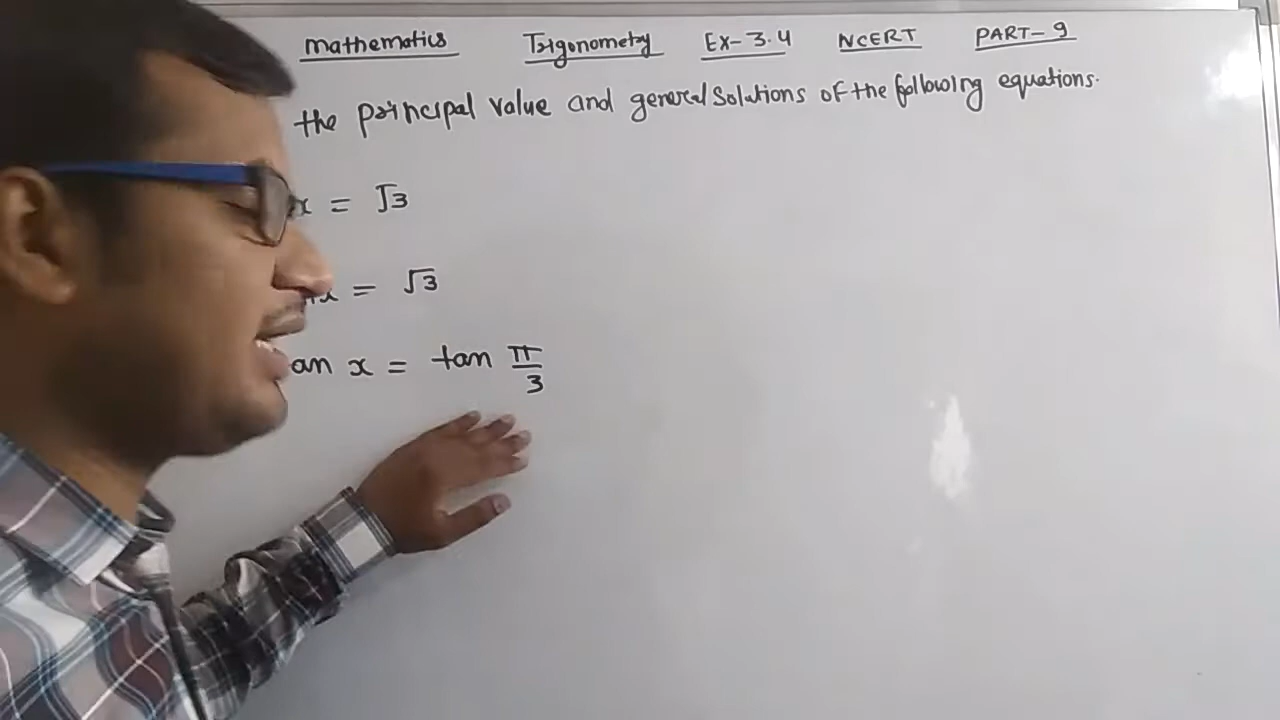 Mathematics Trigonometry Ex-3.4 NCERT PART-9
the principal value and general solutions of the following equations.
x = √3
= √3
an x = tan π/3